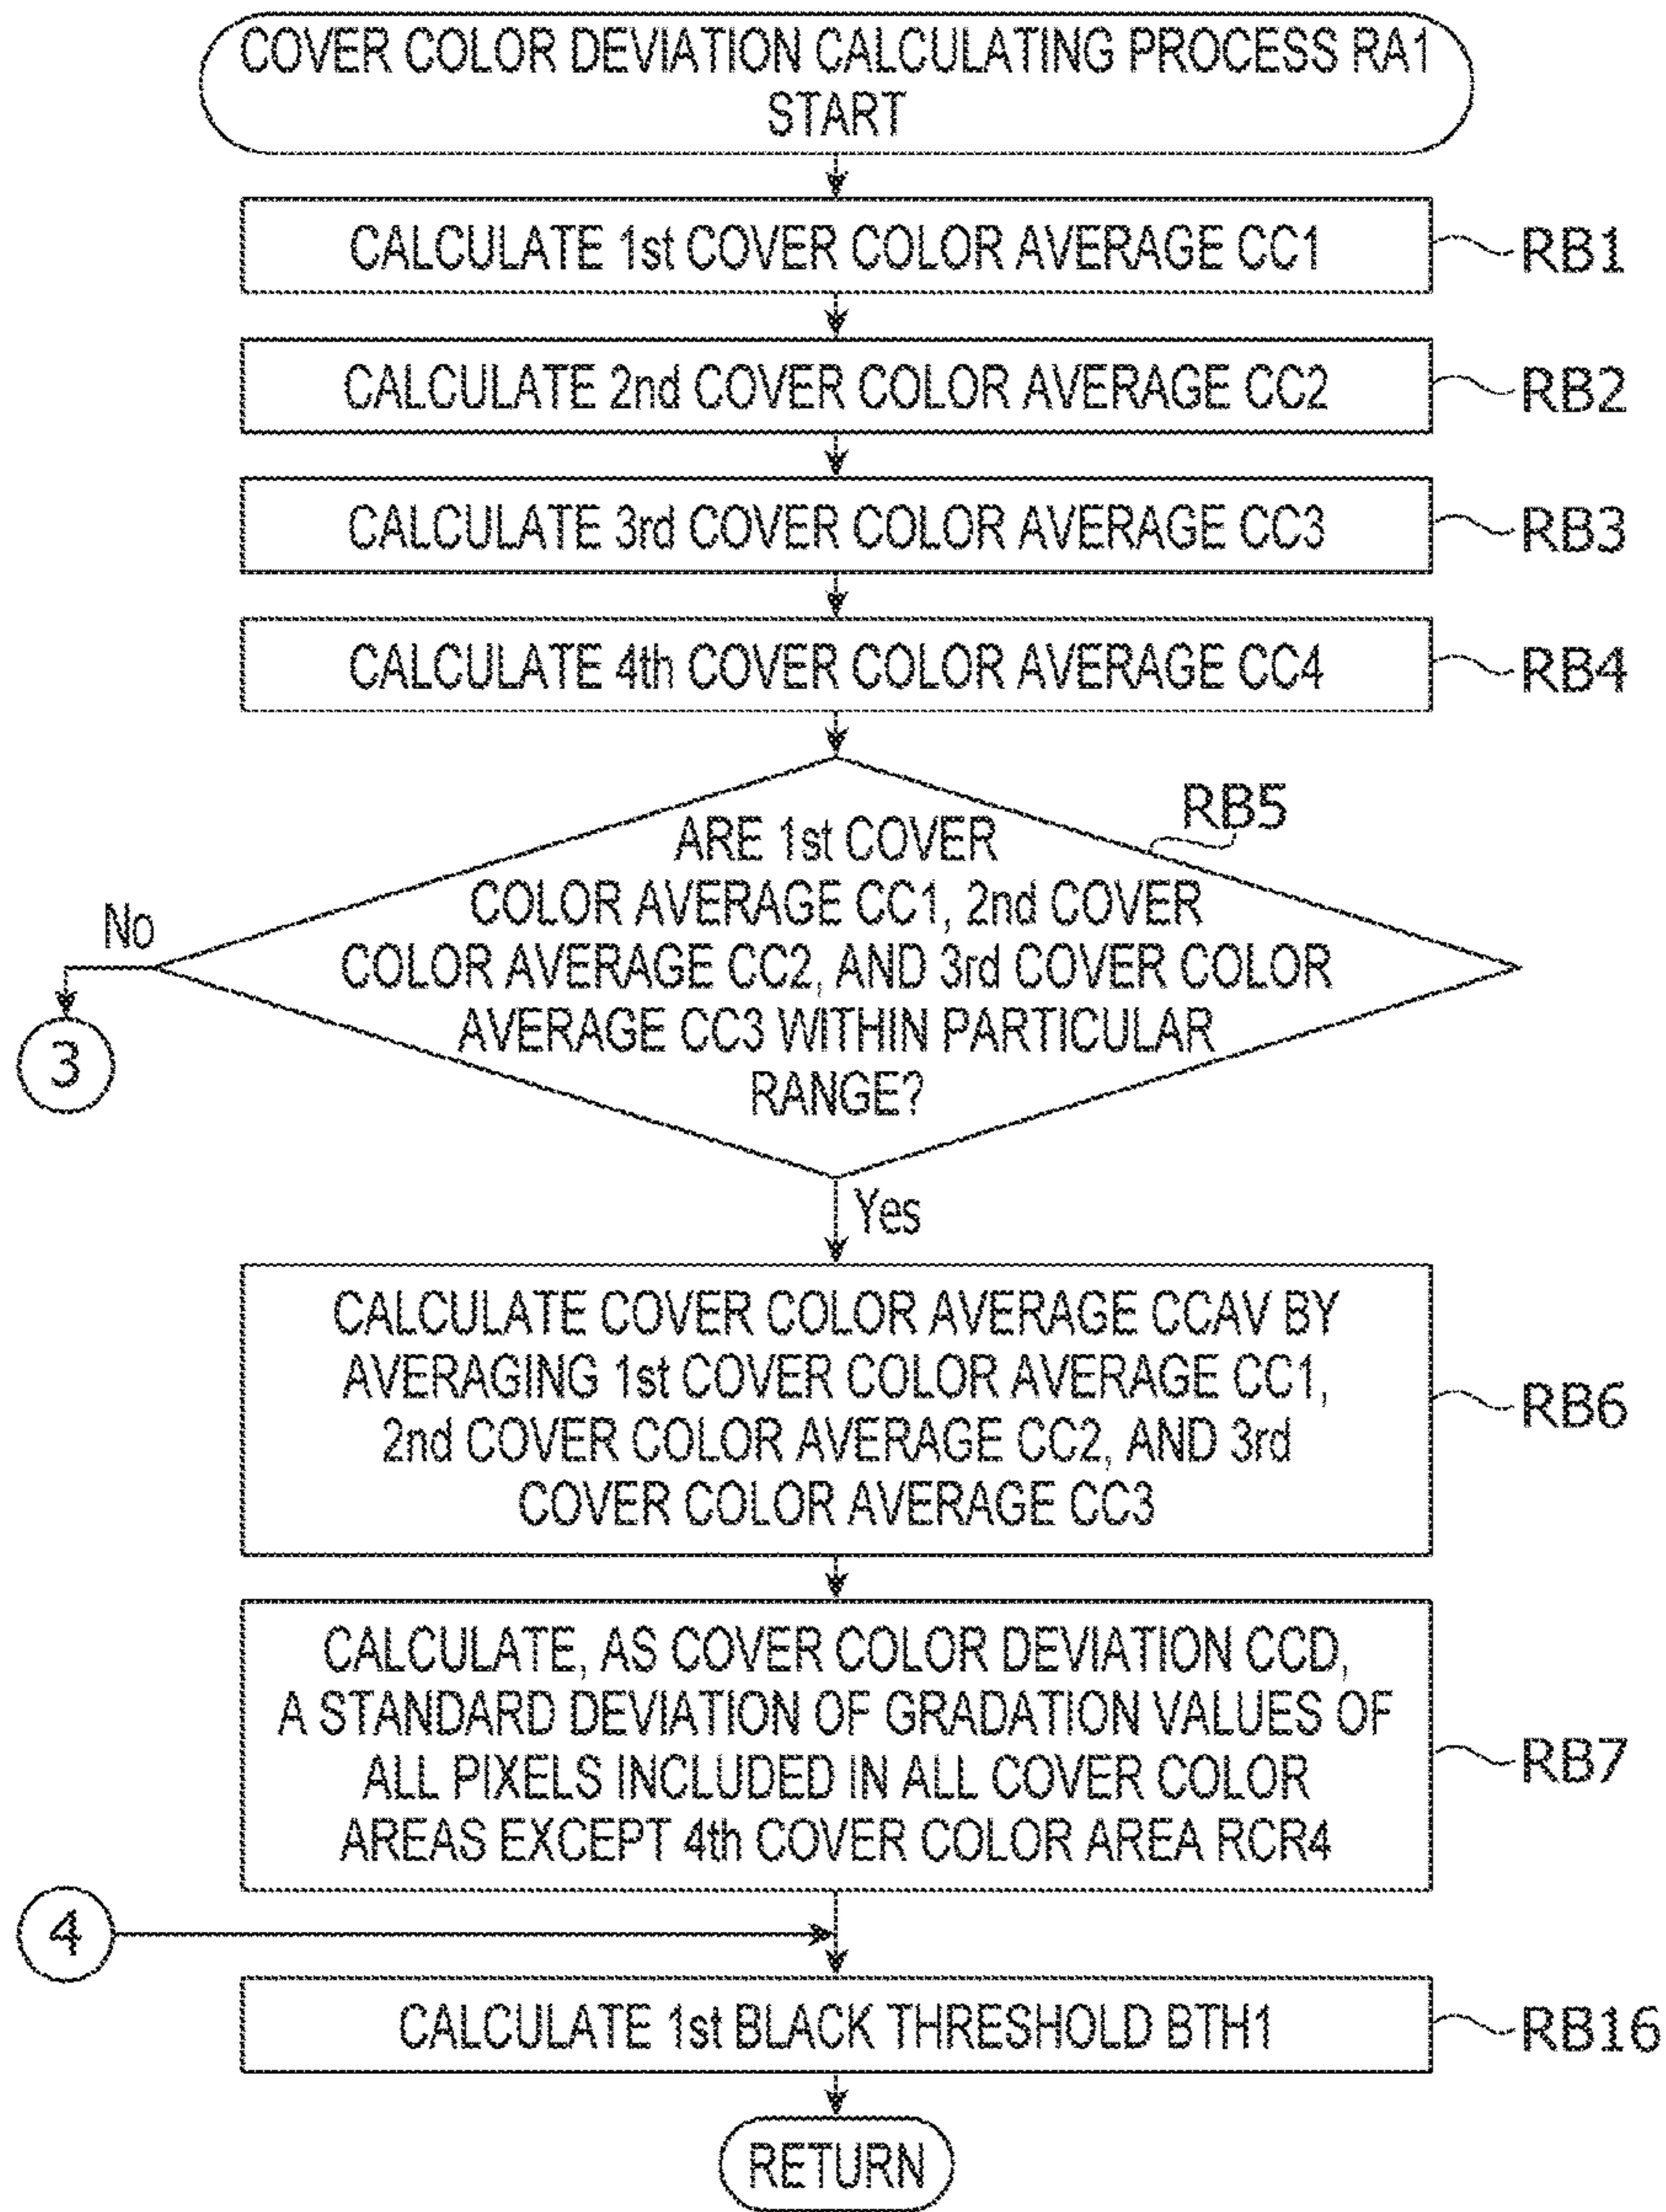 COVER COLOR DEVIATION CALCULATING PROCESS RA1
START
CALCULATE 1st COVER COLOR AVERAGE CC1
RB1
CALCULATE 2nd COVER COLOR AVERAGE CC2
RB2
CALCULATE 3rd COVER COLOR AVERAGE CC3
RB3
CALCULATE 4th COVER COLOR AVERAGE CC4
RB4
RB5
ARE 1st COVER
COLOR AVERAGE CC1, 2nd COVER
COLOR AVERAGE CC2, AND 3rd COVER COLOR
AVERAGE CC3 WITHIN PARTICULAR
RANGE?
No
3
Yes
CALCULATE COVER COLOR AVERAGE CCAV BY
AVERAGING 1st COVER COLOR AVERAGE CC1,
2nd COVER COLOR AVERAGE CC2, AND 3rd
COVER COLOR AVERAGE CC3
RB6
CALCULATE, AS COVER COLOR DEVIATION CCD,
A STANDARD DEVIATION OF GRADATION VALUES OF
ALL PIXELS INCLUDED IN ALL COVER COLOR
AREAS EXCEPT 4th COVER COLOR AREA RCR4
RB7
4
CALCULATE 1st BLACK THRESHOLD BTH1
RB16
RETURN